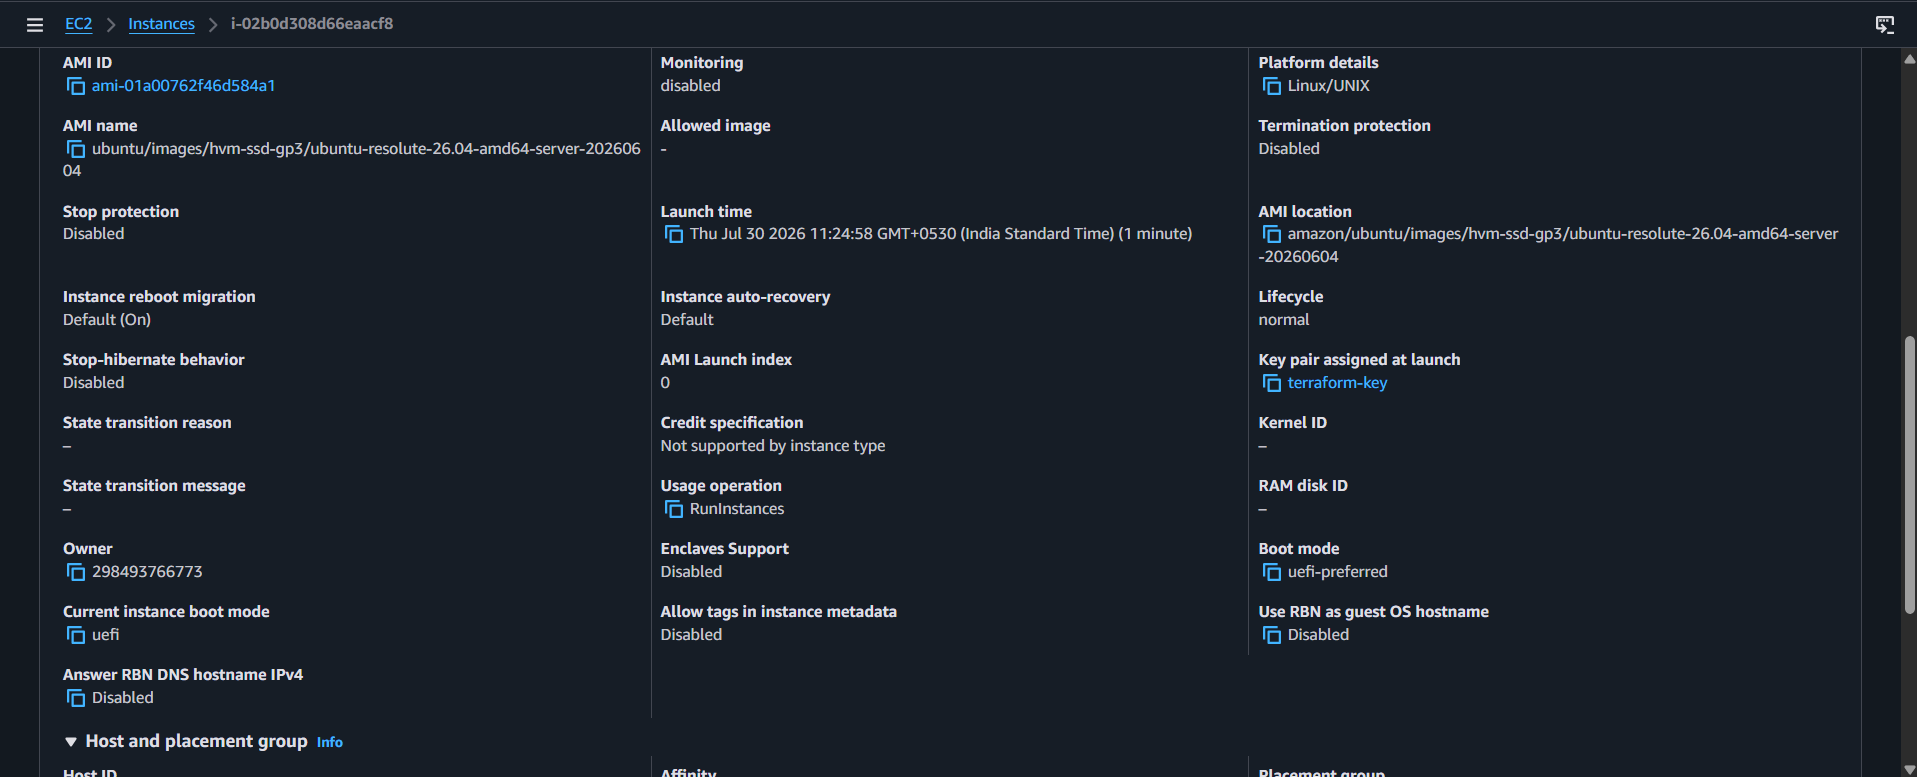 EC2 > Instances > i-02b0d308d66eaacf8
AMI ID
ami-01a00762f46d584a1
Monitoring
disabled
Platform details
Linux/UNIX
AMI name
ubuntu/images/hvm-ssd-gp3/ubuntu-resolute-26.04-amd64-server-202606
04
Allowed image
-
Termination protection
Disabled
Stop protection
Disabled
Launch time
Thu Jul 30 2026 11:24:58 GMT+0530 (India Standard Time) (1 minute)
AMI location
amazon/ubuntu/images/hvm-ssd-gp3/ubuntu-resolute-26.04-amd64-server
-20260604
Instance reboot migration
Default (On)
Instance auto-recovery
Default
Lifecycle
normal
Stop-hibernate behavior
Disabled
AMI Launch index
0
Key pair assigned at launch
terraform-key
State transition reason
–
Credit specification
Not supported by instance type
Kernel ID
–
State transition message
–
Usage operation
RunInstances
RAM disk ID
–
Owner
298493766773
Enclaves Support
Disabled
Boot mode
uefi-preferred
Current instance boot mode
uefi
Allow tags in instance metadata
Disabled
Use RBN as guest OS hostname
Disabled
Answer RBN DNS hostname IPv4
Disabled
Host and placement group Info
Host ID
Affinity
Placement group